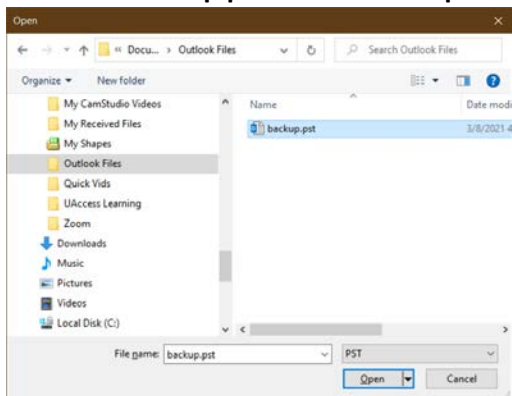 Open
« Docu... › Outlook Files
Search Outlook Files
Organize
New folder
My CamStudio Videos
My Received Files
My Shapes
Outlook Files
Quick Vids
UAccess Learning
Zoom
Downloads
Music
Pictures
Videos
Local Disk (C:)
Name
Date modi
backup.pst
3/8/2021 4
File name:
backup.pst
PST
Open
Cancel